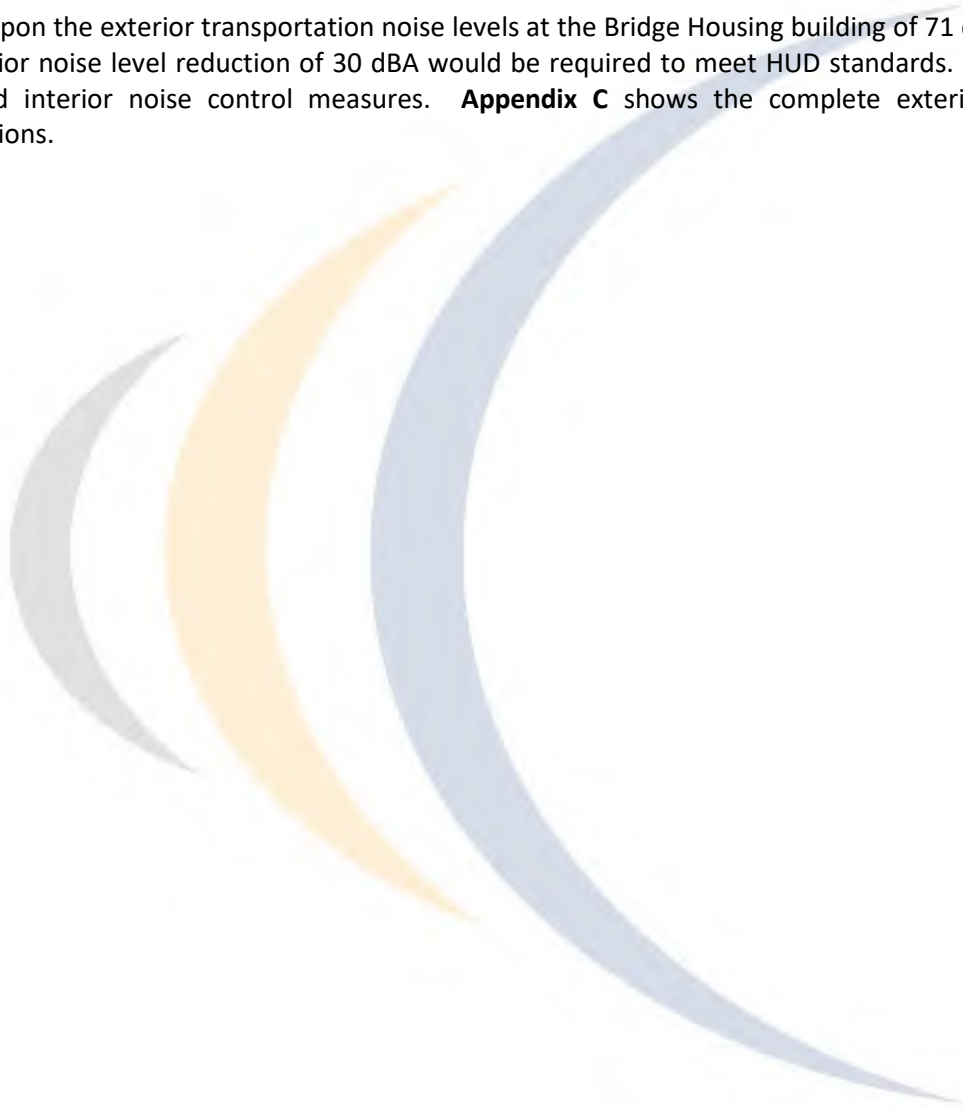 pon the exterior transportation noise levels at the Bridge Housing building of 71
ior noise level reduction of 30 dBA would be required to meet HUD standards.
d interior noise control measures. Appendix C shows the complete exteri
ions.